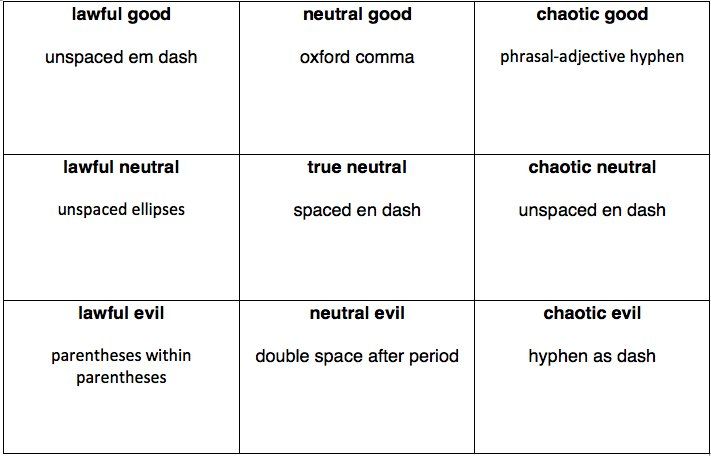 lawful good
unspaced em dash
neutral good
oxford comma
chaotic good
phrasal-adjective hyphen
lawful neutral
unspaced ellipses
true neutral
spaced en dash
chaotic neutral
unspaced en dash
lawful evil
parentheses within
parentheses
neutral evil
double space after period
chaotic evil
hyphen as dash